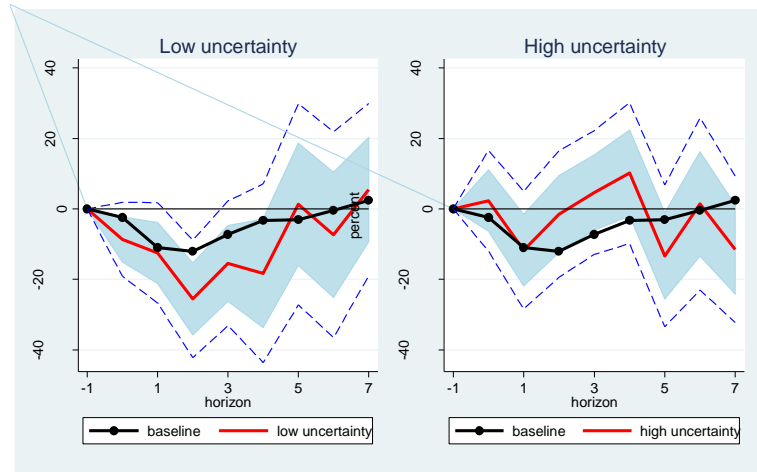 Low uncertainty
High uncertainty
40
20
0
-20
-40
-1
1
3
5
7
horizon
baseline
low uncertainty
percent
40
20
0
-20
-40
-1
1
3
5
7
horizon
baseline
high uncertainty